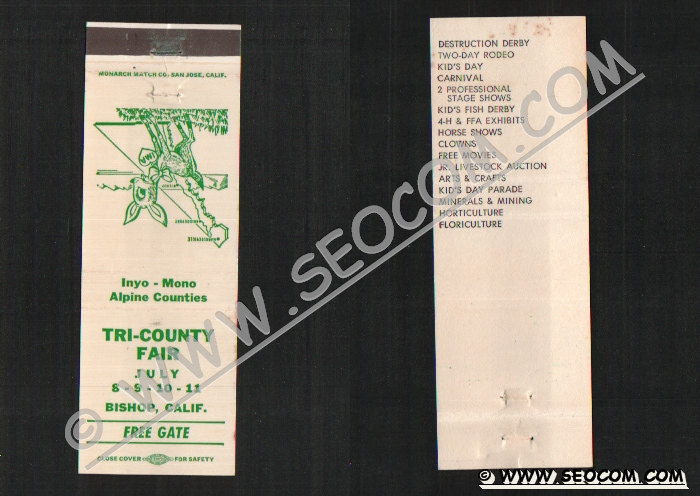 MONARCH MATCH CO. SAN JOSE, CALIF.
Inyo - Mono
Alpine Counties
TRI-COUNTY
FAIR
JULY
8 - 9 - 10 - 11
BISHOP, CALIF.
FREE GATE
CLOSE COVER FOR SAFETY
DESTRUCTION DERBY
TWO-DAY RODEO
KID'S DAY
CARNIVAL
2 PROFESSIONAL
STAGE SHOWS
KID'S FISH DERBY
4-H & FFA EXHIBITS
HORSE SHOWS
CLOWNS
FREE MOVIES
JR. LIVESTOCK AUCTION
ARTS & CRAFTS
KID'S DAY PARADE
MINERALS & MINING
HORTICULTURE
FLORICULTURE
© WWW.SEOCOM.COM
© WWW.SEOCOM.COM